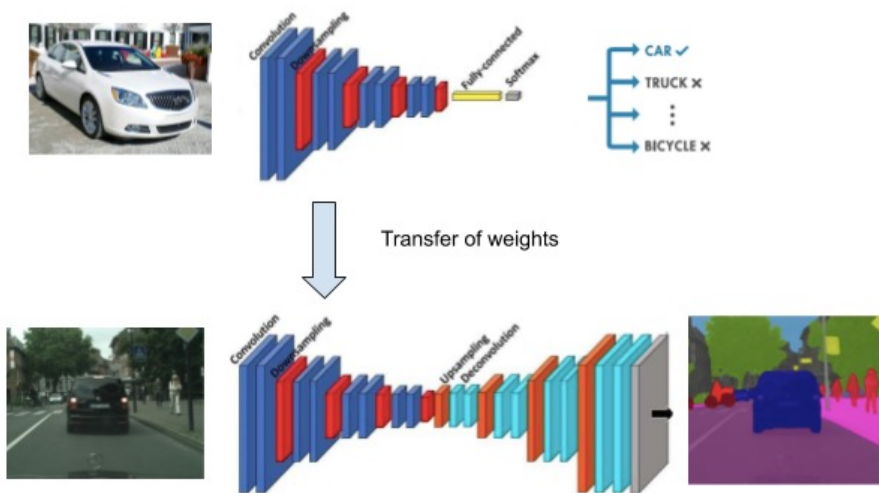 Convolution
Downsampling
Fully-connected
Softmax
CAR ✓
TRUCK ✕
⋮
BICYCLE ✕
Transfer of weights
Convolution
Downsampling
Upsampling
Deconvolution